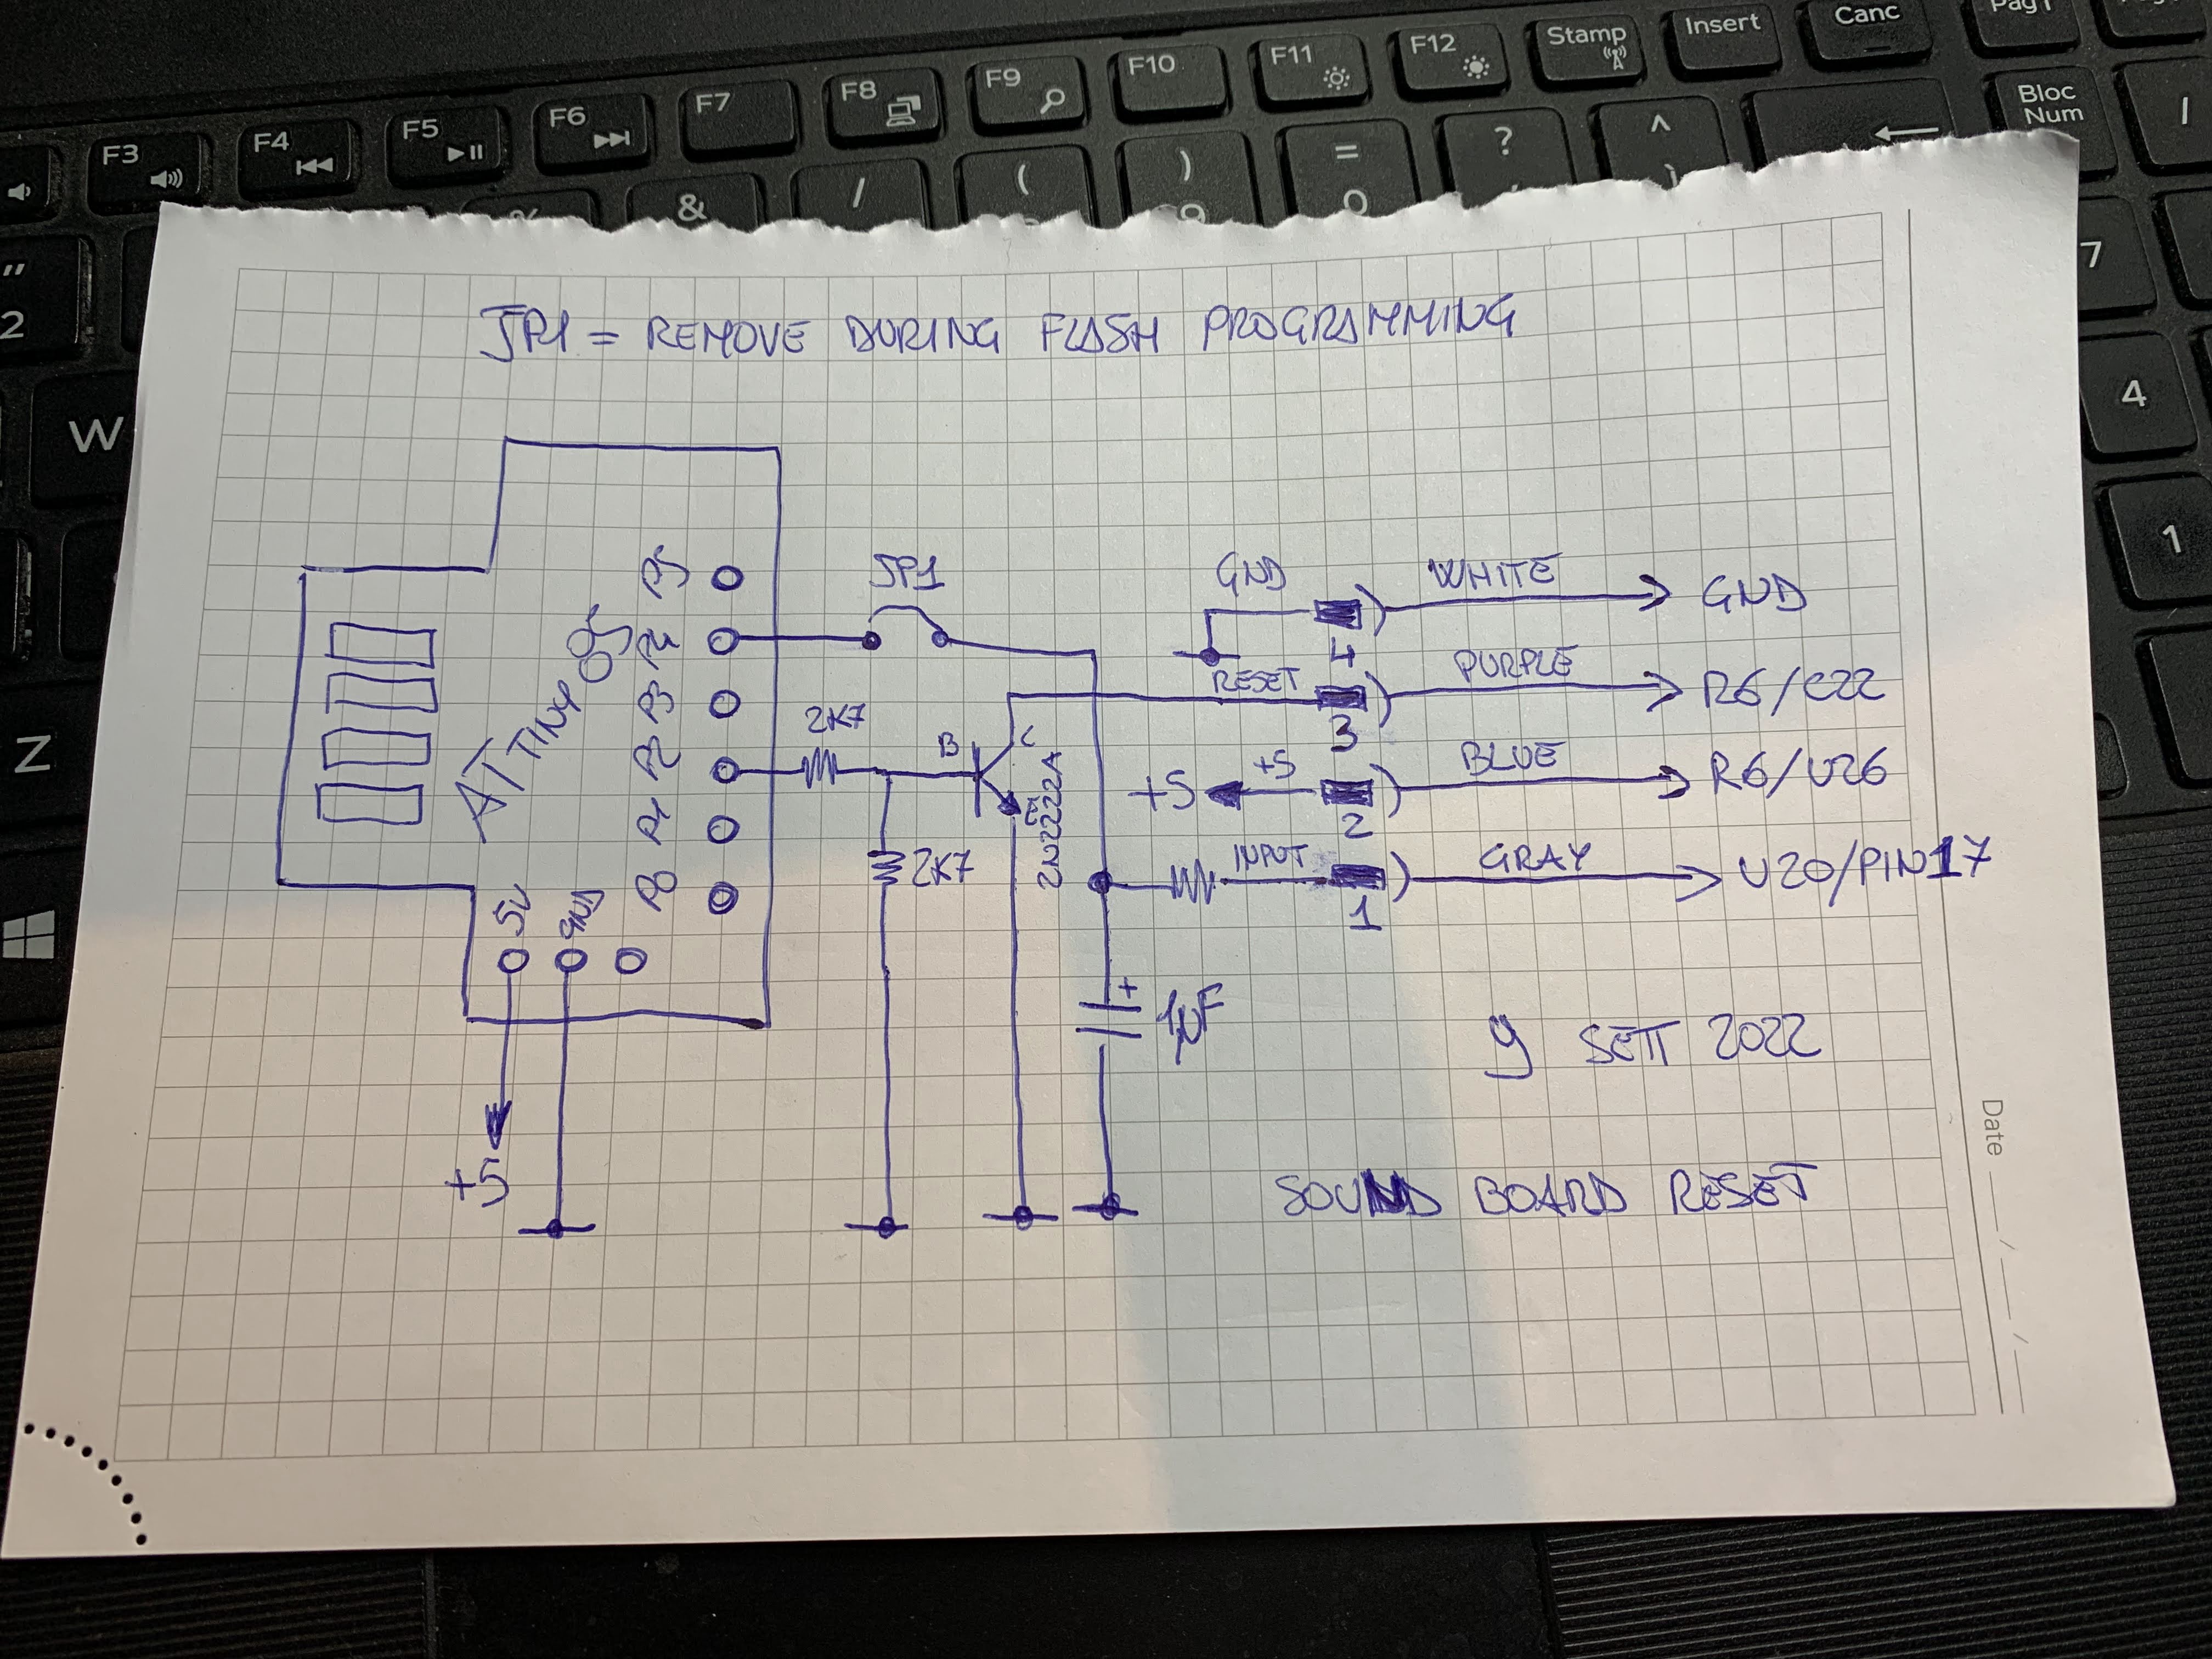 F3 F4 F5 F6 F7 F8 F9 F10 F11 F12 Stamp Insert Canc
" & / ( ) = ? ^ Bloc Num /
2 9 0 7
W 4
Z 1
JP1 = REMOVE DURING FLASH PROGRAMMING
ATTINY 85
P5
P4
P3
P2
P1
P0
5V GND
+5
JP1
2K7
2K7
B C E
2N2222A
1µF
+
GND 4 WHITE GND
RESET 3 PURPLE R6/C22
+5 +5 2 BLUE R6/U26
INPUT 1 GRAY U20/PIN17
9 SETT 2022
SOUND BOARD RESET
Date / /